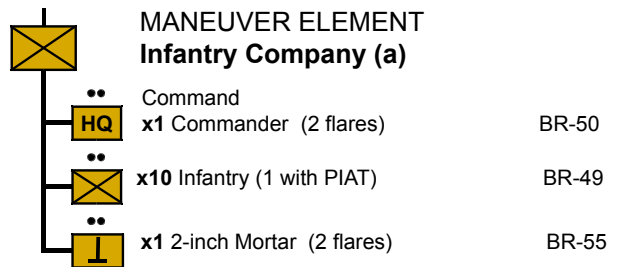 MANEUVER ELEMENT
Infantry Company (a)
Command
HQ x1 Commander (2 flares) BR-50
x10 Infantry (1 with PIAT) BR-49
x1 2-inch Mortar (2 flares) BR-55